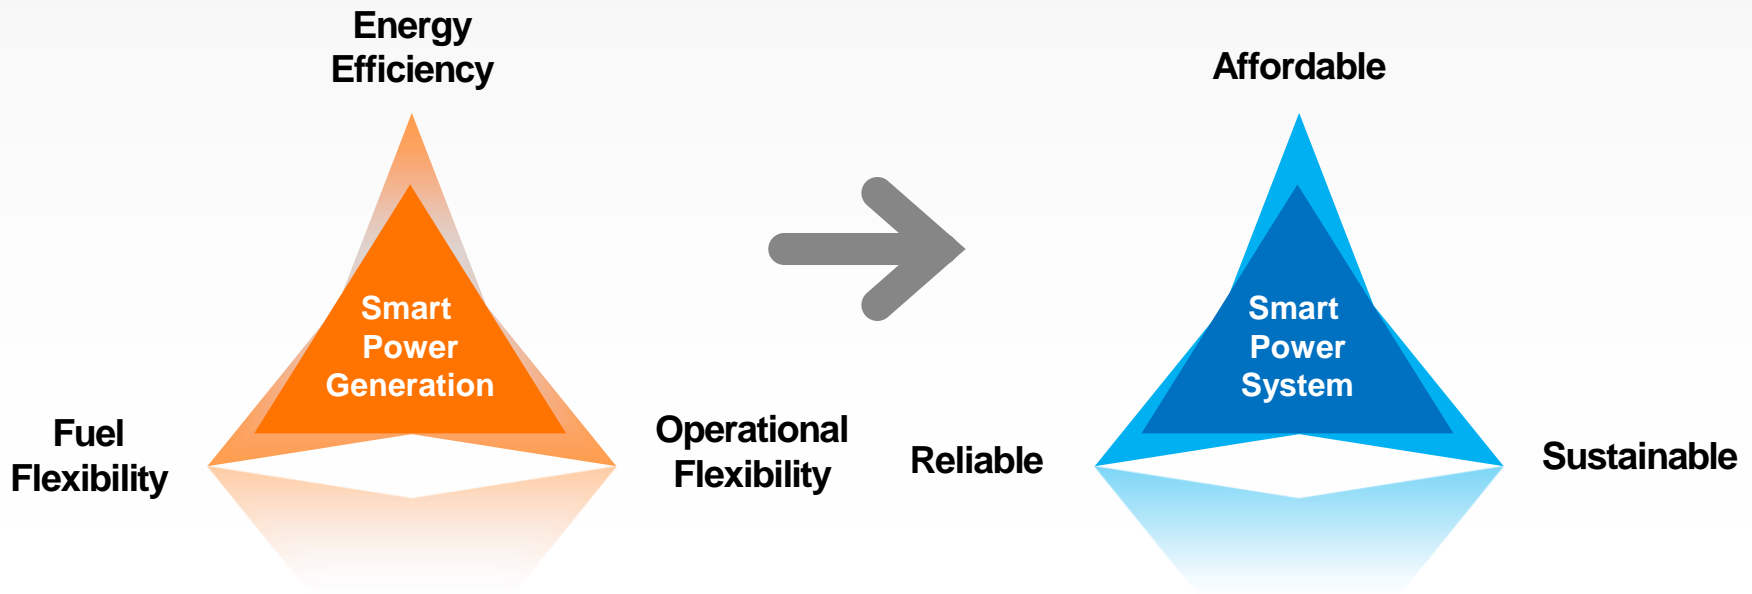 Energy
Efficiency
Smart
Power
Generation
Fuel
Flexibility
Operational
Flexibility
Affordable
Smart
Power
System
Reliable
Sustainable